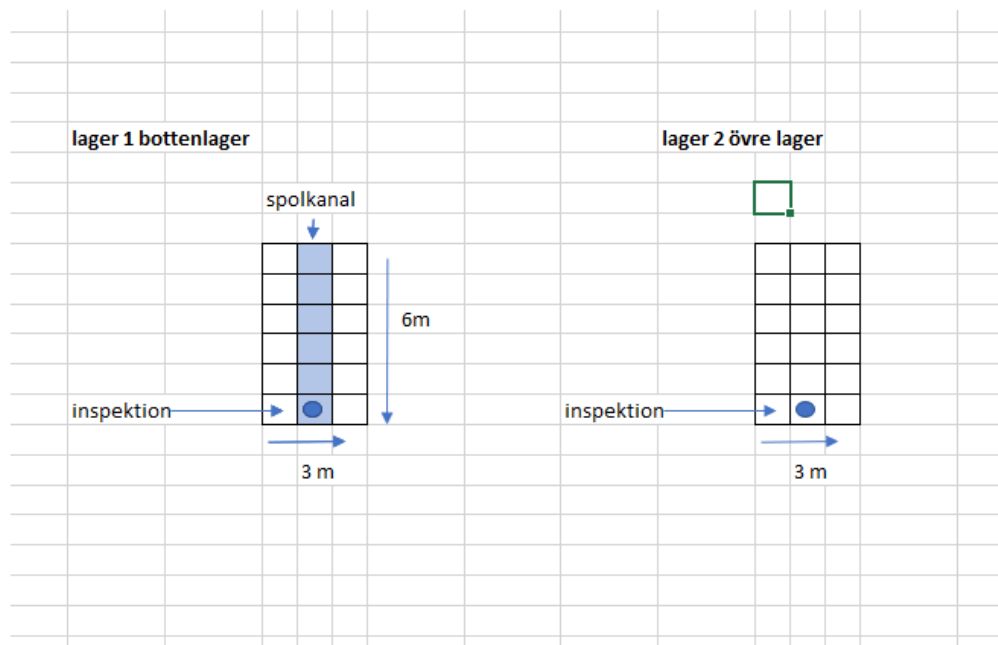 lager 1 bottenlager
lager 2 övre lager
spolkanal
6m
inspektion
inspektion
3 m
3 m